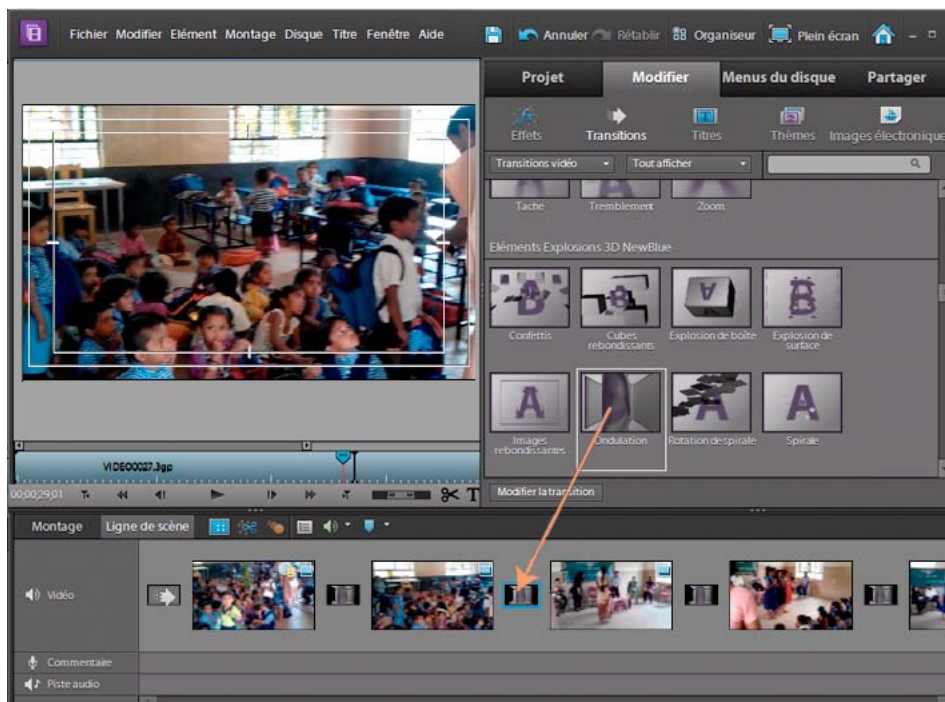 Fichier Modifier Elément Montage Disque Titre Fenêtre Aide
Annuler Rétablir Organiseur Plein écran
Projet Modifier Menus du disque Partager
Effets Transitions Titres Thèmes Images électronique
Transitions vidéo Tout afficher
Tache Tremblement Zoom
Eléments Explosions 3D NewBlue
Confettis Cubes rebondissants Explosion de boîte Explosion de surface
Images rebondissantes Ondulation Rotation de spirale Spirale
VIDEO0027.3gp
00;00;29;01
T
Modifier la transition
Montage Ligne de scène
Vidéo
Commentaire
Piste audio